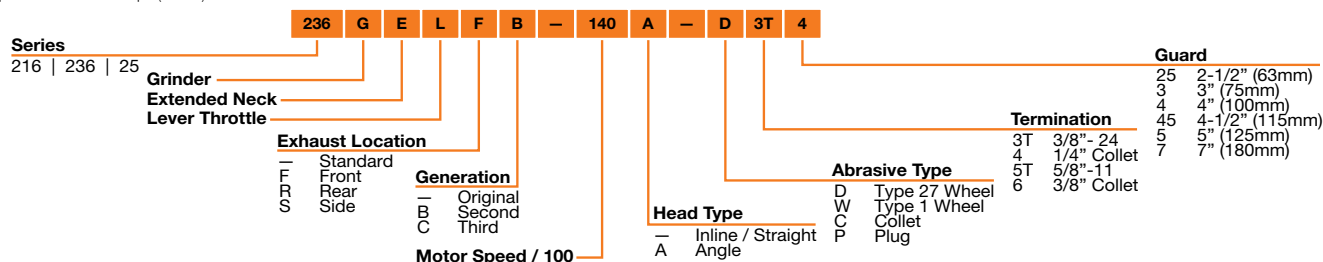 236 G E L F B — 140 A — D 3T 4
Series
216 | 236 | 25
Grinder
Extended Neck
Lever Throttle
Exhaust Location
— Standard
F Front
R Rear
S Side
Generation
— Original
B Second
C Third
Motor Speed / 100
Head Type
— Inline / Straight
A Angle
Abrasive Type
D Type 27 Wheel
W Type 1 Wheel
C Collet
P Plug
Termination
3T 3/8”- 24
4 1/4” Collet
5T 5/8”-11
6 3/8” Collet
Guard
25 2-1/2” (63mm)
3 3” (75mm)
4 4” (100mm)
45 4-1/2” (115mm)
5 5” (125mm)
7 7” (180mm)